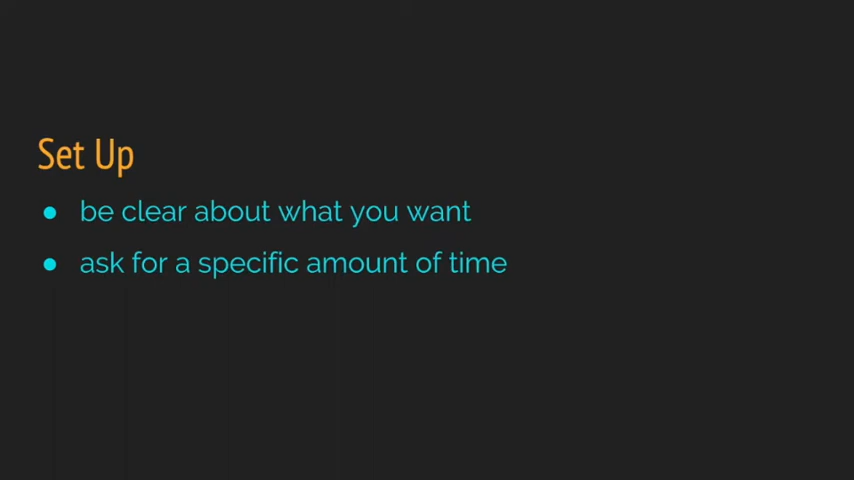 Set Up
● be clear about what you want
● ask for a specific amount of time